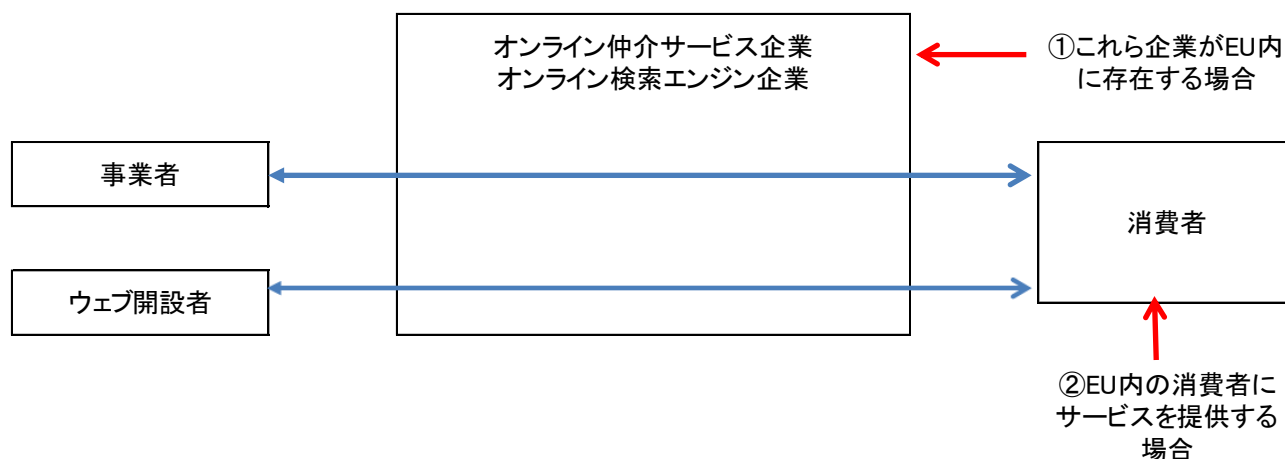 オンライン仲介サービス企業
オンライン検索エンジン企業
①これら企業がEU内
に存在する場合
事業者
消費者
ウェブ開設者
②EU内の消費者に
サービスを提供する
場合